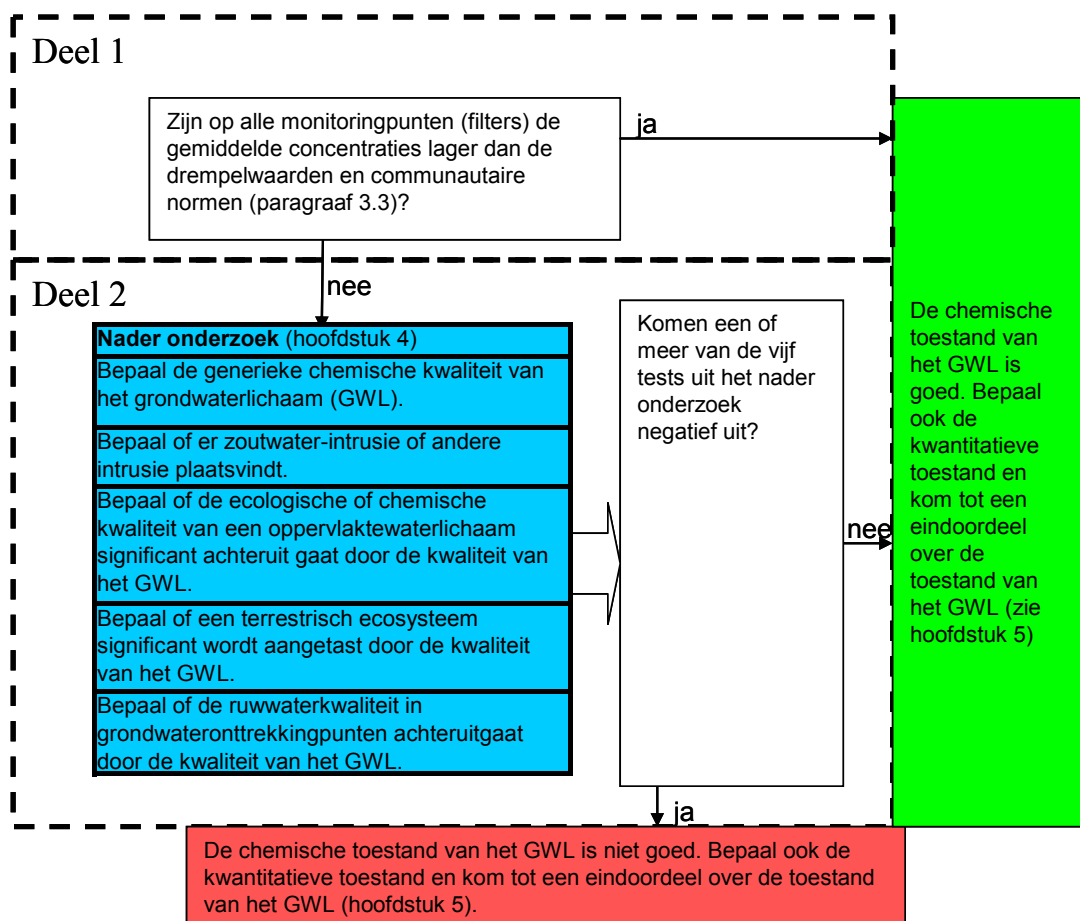 Deel 1
Zijn op alle monitoringpunten (filters) de
gemiddelde concentraties lager dan de
drempelwaarden en communautaire
normen (paragraaf 3.3)?
ja
nee
Deel 2
Nader onderzoek (hoofdstuk 4)
Bepaal de generieke chemische kwaliteit van
het grondwaterlichaam (GWL).
Bepaal of er zoutwater-intrusie of andere
intrusie plaatsvindt.
Bepaal of de ecologische of chemische
kwaliteit van een oppervlaktewaterlichaam
significant achteruit gaat door de kwaliteit van
het GWL.
Bepaal of een terrestrisch ecosysteem
significant wordt aangetast door de kwaliteit
van het GWL.
Bepaal of de ruwwaterkwaliteit in
grondwateronttrekkingpunten achteruitgaat
door de kwaliteit van het GWL.
Komen een of
meer van de vijf
tests uit het nader
onderzoek
negatief uit?
nee
ja
De chemische
toestand van
het GWL is
goed. Bepaal
ook de
kwantitatieve
toestand en
kom tot een
eindoordeel
over de
toestand van
het GWL (zie
hoofdstuk 5)
De chemische toestand van het GWL is niet goed. Bepaal ook de
kwantitatieve toestand en kom tot een eindoordeel over de toestand
van het GWL (hoofdstuk 5).